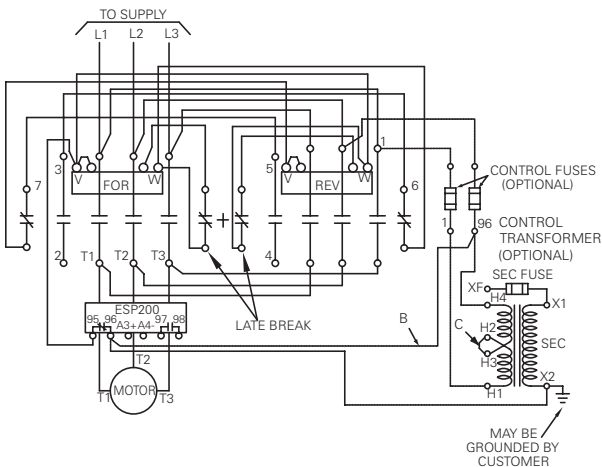 TO SUPPLY
L1 L2 L3
1
3 V W 5 V W
FOR REV
7 6
CONTROL FUSES
(OPTIONAL)
1 96
CONTROL
TRANSFORMER
(OPTIONAL)
2 T1 T2 T3 4
SEC FUSE
XF
H4 X1
ESP200
95 96 A3+ A4- 97 98
LATE BREAK
B
C
H2
SEC
H3
T2
X2
H1
MOTOR
T1 T3
MAY BE
GROUNDED BY
CUSTOMER